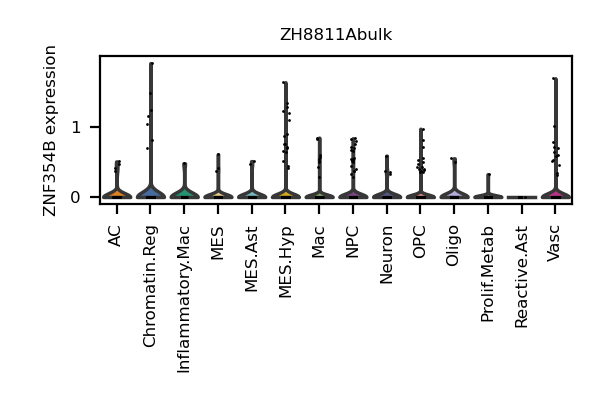 ZH8811Abulk
ZNF354B expression
1
0
AC
Chromatin.Reg
Inflammatory.Mac
MES
MES.Ast
MES.Hyp
Mac
NPC
Neuron
OPC
Oligo
Prolif.Metab
Reactive.Ast
Vasc